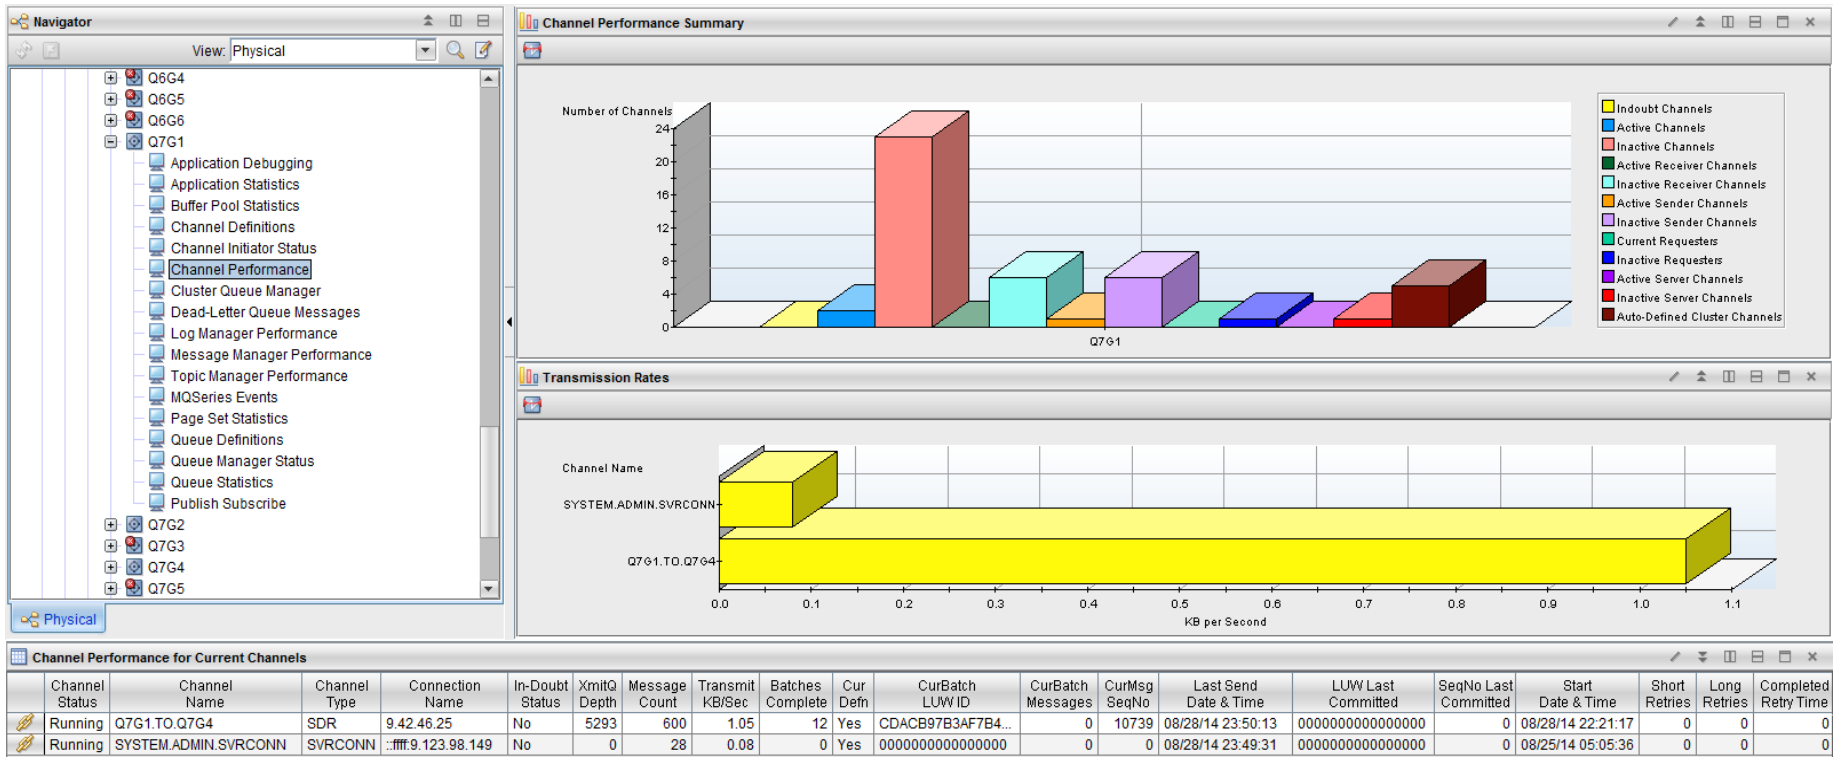 Navigator
View: Physical
Q6G4
Q6G5
Q6G6
Q7G1
Application Debugging
Application Statistics
Buffer Pool Statistics
Channel Definitions
Channel Initiator Status
Channel Performance
Cluster Queue Manager
Dead-Letter Queue Messages
Log Manager Performance
Message Manager Performance
Topic Manager Performance
MQSeries Events
Page Set Statistics
Queue Definitions
Queue Manager Status
Queue Statistics
Publish Subscribe
Q7G2
Q7G3
Q7G4
Q7G5
Physical
Channel Performance Summary
Number of Channels
24
20
16
12
8
4
0
Q7G1
Indoubt Channels
Active Channels
Inactive Channels
Active Receiver Channels
Inactive Receiver Channels
Active Sender Channels
Inactive Sender Channels
Current Requesters
Inactive Requesters
Active Server Channels
Inactive Server Channels
Auto-Defined Cluster Channels
Transmission Rates
Channel Name
SYSTEM.ADMIN.SVRCONN
Q7G1.TO.Q7G4
0.0 0.1 0.2 0.3 0.4 0.5 0.6 0.7 0.8 0.9 1.0 1.1
KB per Second
Channel Performance for Current Channels
Channel Channel Channel Connection In-Doubt XmitQ Message Transmit Batches Cur CurBatch CurBatch CurMsg Last Send LUW Last SeqNo Last Start Short Long Completed
Status Name Type Name Status Depth Count KB/Sec Complete Defn LUW ID Messages SeqNo Date & Time Committed Committed Date & Time Retries Retries Retry Time
Running Q7G1.TO.Q7G4 SDR 9.42.46.25 No 5293 600 1.05 12 Yes CDACB97B3AF7B4... 0 10739 08/28/14 23:50:13 0000000000000000 0 08/28/14 22:21:17 0 0 0
Running SYSTEM.ADMIN.SVRCONN SVRCONN ::ffff:9.123.98.149 No 0 28 0.08 0 Yes 0000000000000000 0 0 08/28/14 23:49:31 0000000000000000 0 08/25/14 05:05:36 0 0 0